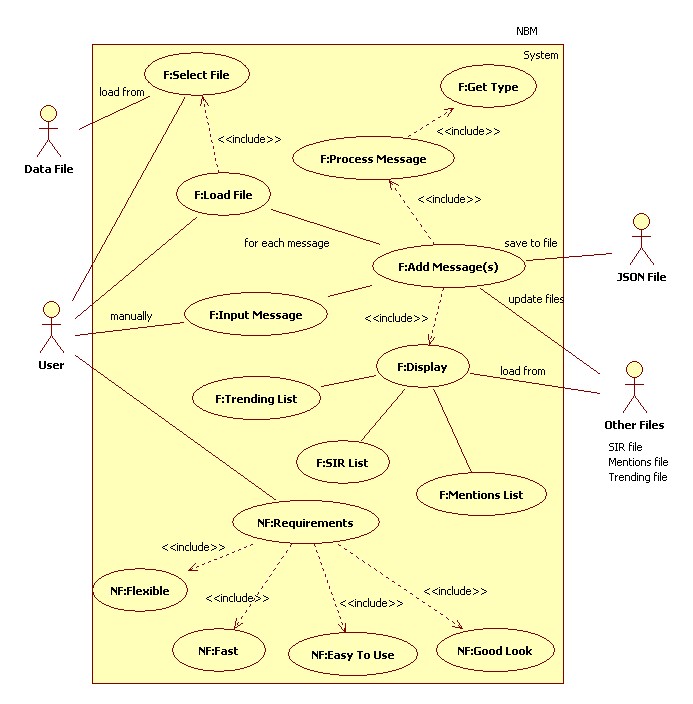 NBM
System
F:Select File
F:Get Type
load from
<<include>>
<<include>>
Data File
F:Process Message
F:Load File
<<include>>
for each message
save to file
F:Add Message(s)
JSON File
update files
manually
F:Input Message
<<include>>
User
F:Display
load from
F:Trending List
Other Files
SIR file
Mentions file
Trending file
F:SIR List
F:Mentions List
NF:Requirements
<<include>>
NF:Flexible
<<include>>
<<include>>
<<include>>
NF:Fast
NF:Easy To Use
NF:Good Look